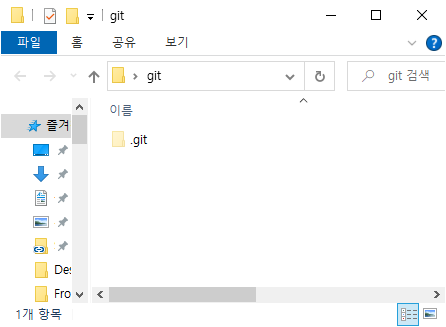 git
파일 홈 공유 보기
git git 검색
이름
즐겨
.git
Des
Fro
1개 항목